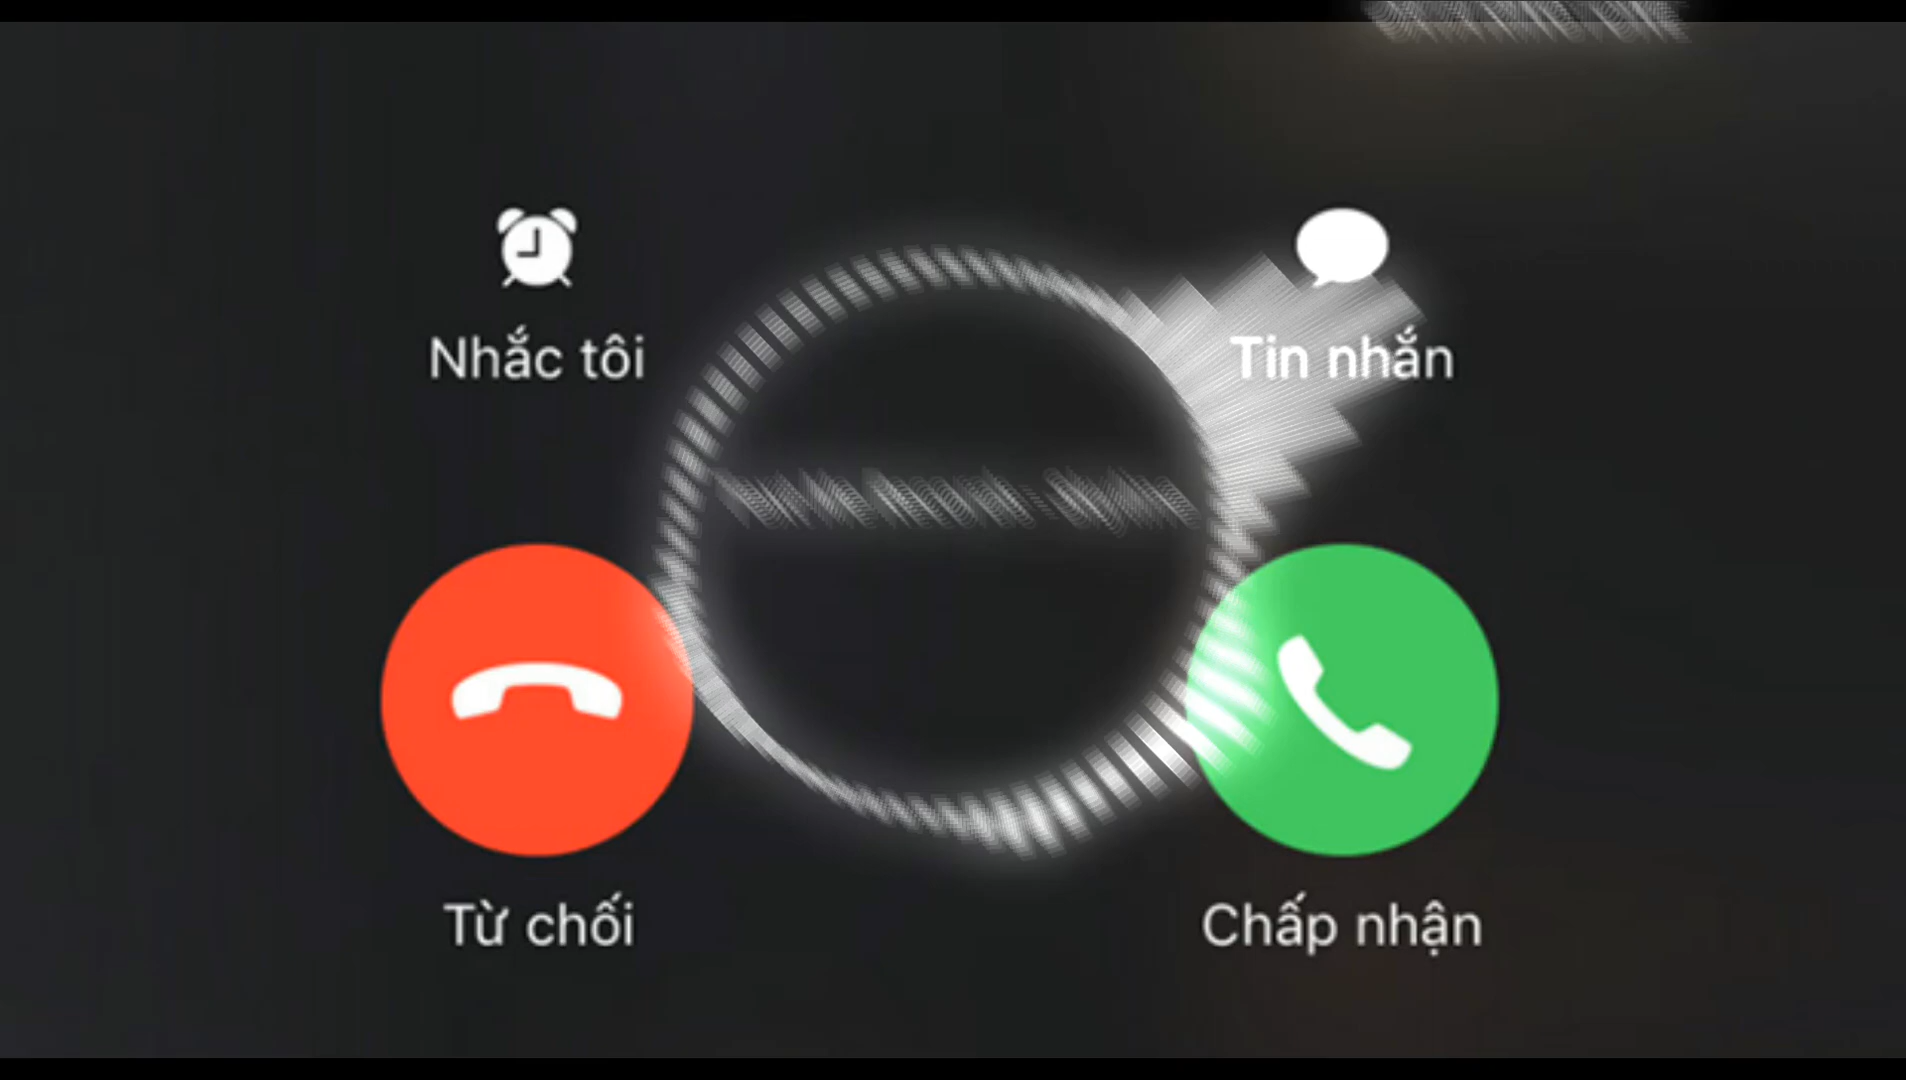 Nhắc tôi
Tin nhắn
Từ chối
Chấp nhận